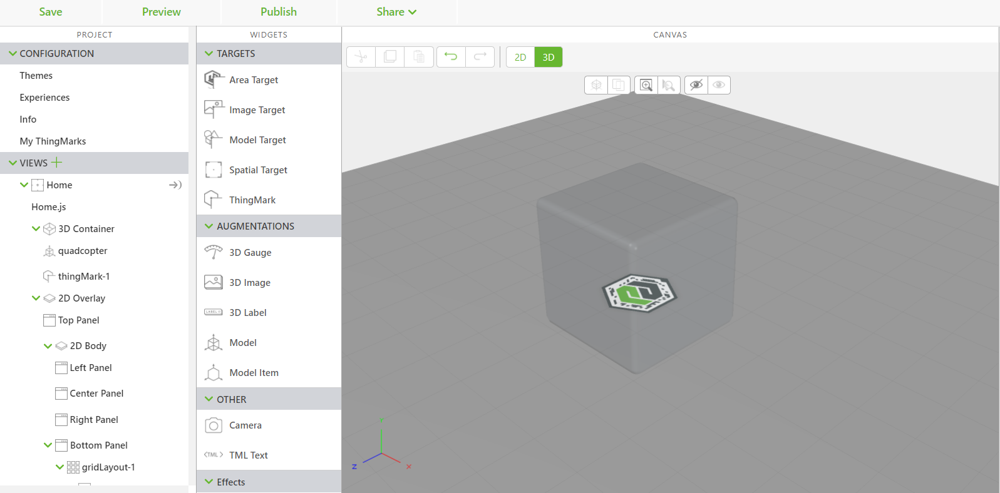 Save
Preview
Publish
Share
PROJECT
CONFIGURATION
Themes
Experiences
Info
My ThingMarks
VIEWS
Home
Home.js
3D Container
quadcopter
thingMark-1
2D Overlay
Top Panel
2D Body
Left Panel
Center Panel
Right Panel
Bottom Panel
gridLayout-1
WIDGETS
TARGETS
Area Target
Image Target
Model Target
Spatial Target
ThingMark
AUGMENTATIONS
3D Gauge
3D Image
LABEL
3D Label
Model
Model Item
OTHER
Camera
<TML>
TML Text
Effects
CANVAS
2D
3D
Y
Z
X